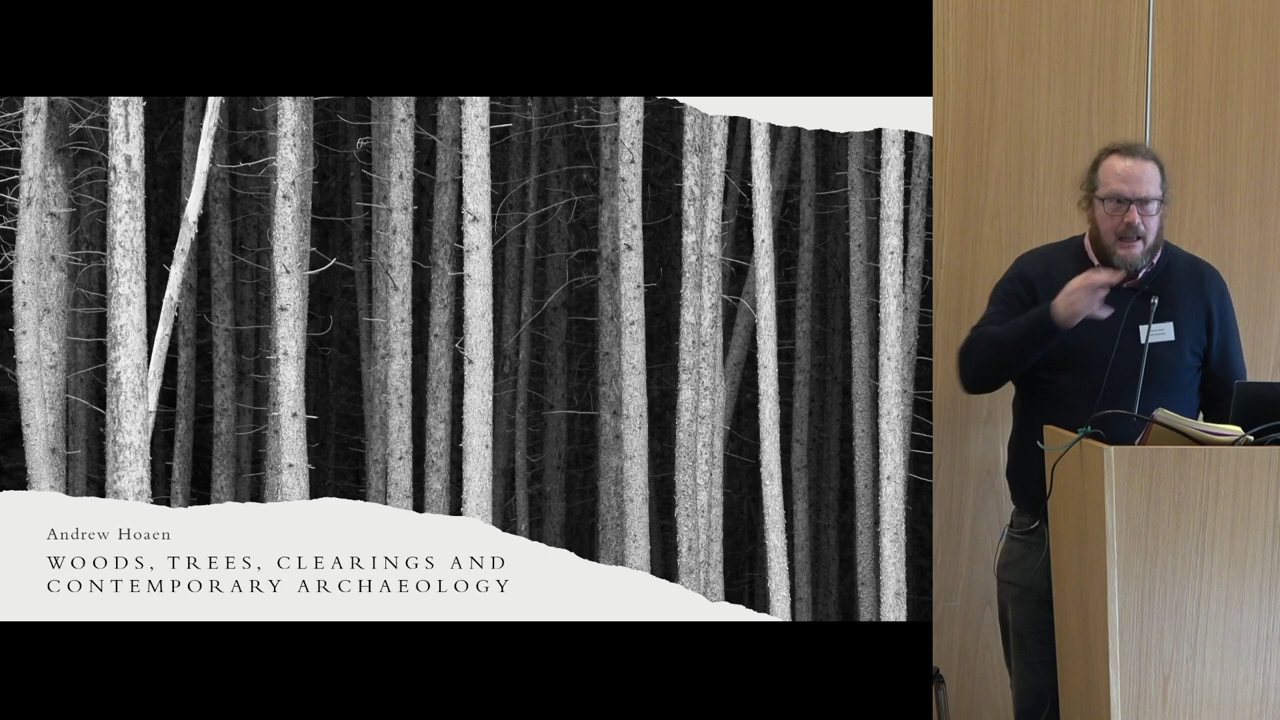 Andrew Hoaen
WOODS, TREES, CLEARINGS AND
CONTEMPORARY ARCHAEOLOGY